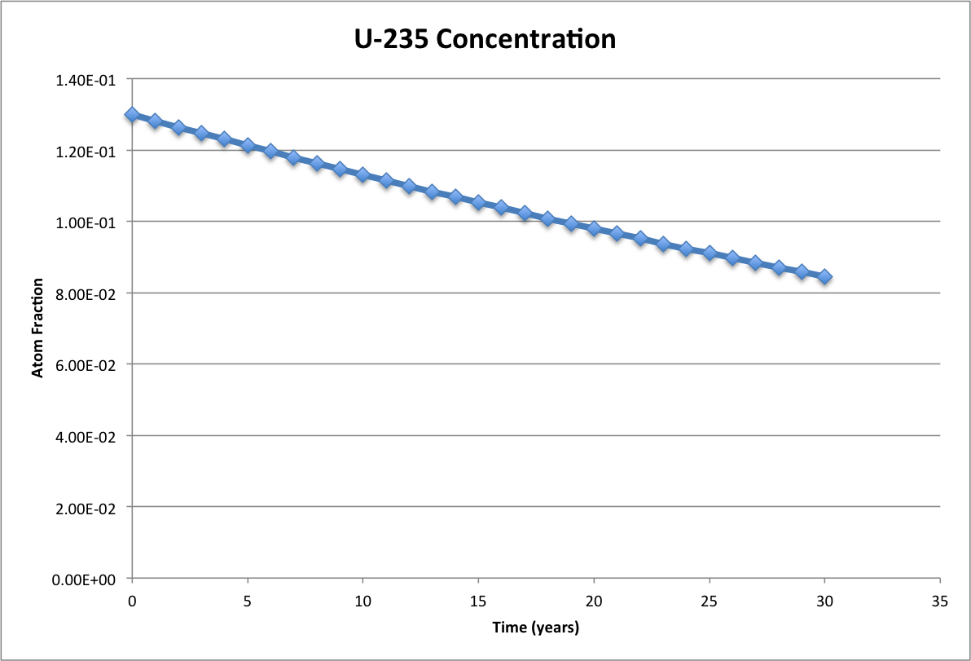 U-235 Concentration
1.40E-01
1.20E-01
1.00E-01
8.00E-02
6.00E-02
4.00E-02
2.00E-02
0.00E+00
Atom Fraction
0 5 10 15 20 25 30 35
Time (years)